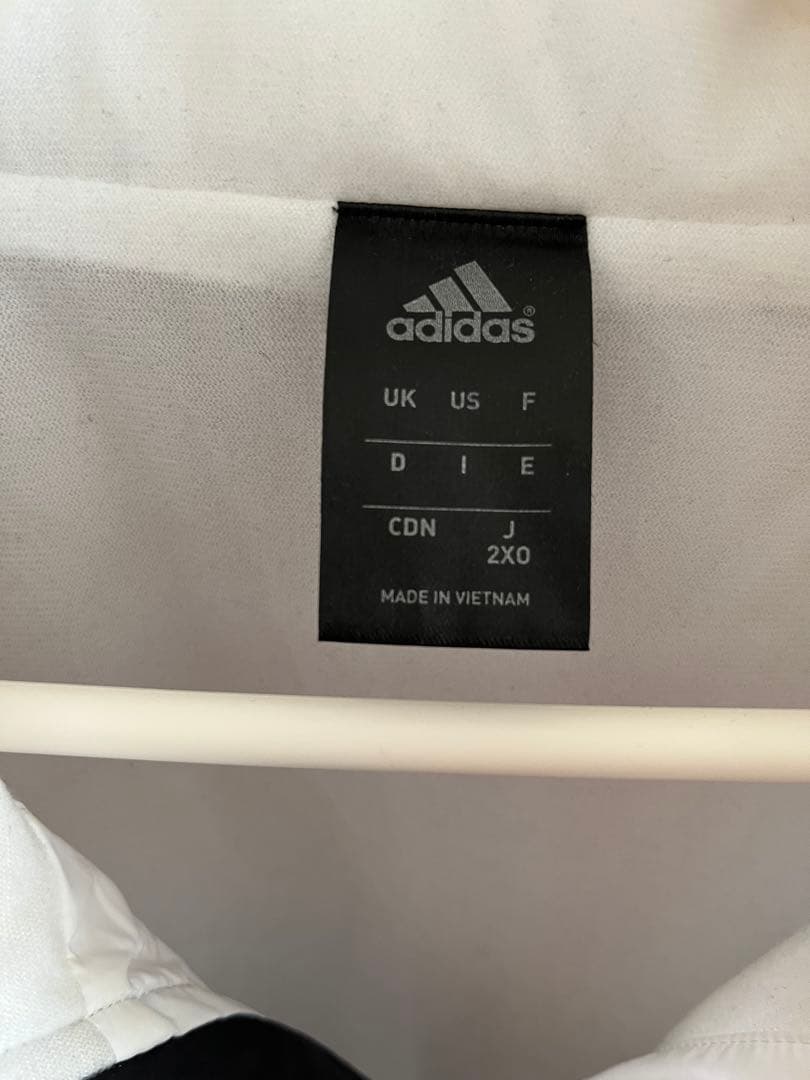 adidas®
UK US F
D I E
CDN J
2XO
MADE IN VIETNAM